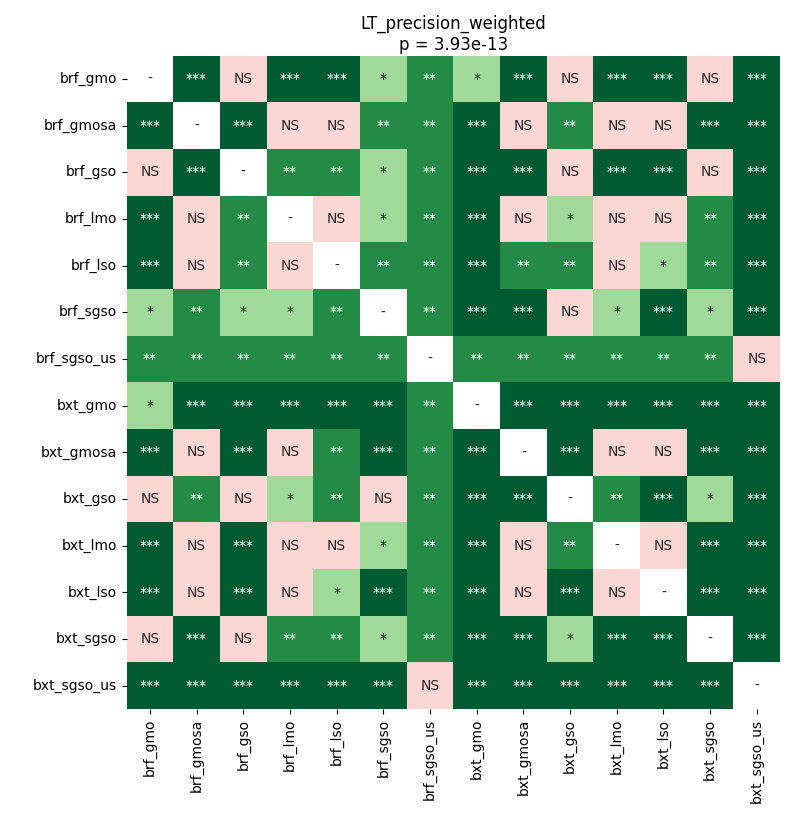 LT_precision_weighted
p = 3.93e-13
brf_gmo - *** NS *** *** * ** * *** NS *** *** NS ***
brf_gmosa *** - *** NS NS ** ** *** NS ** NS NS *** ***
brf_gso NS *** - ** ** * ** *** *** NS *** *** NS ***
brf_lmo *** NS ** - NS * ** *** NS * NS NS ** ***
brf_lso *** NS ** NS - ** ** *** ** ** NS * ** ***
brf_sgso * ** * * ** - ** *** *** NS * *** * ***
brf_sgso_us ** ** ** ** ** ** - ** ** ** ** ** ** NS
bxt_gmo * *** *** *** *** *** ** - *** *** *** *** *** ***
bxt_gmosa *** NS *** NS ** *** ** *** - *** NS NS *** ***
bxt_gso NS ** NS * ** NS ** *** *** - ** *** * ***
bxt_lmo *** NS *** NS NS * ** *** NS ** - NS *** ***
bxt_lso *** NS *** NS * *** ** *** NS *** NS - *** ***
bxt_sgso NS *** NS ** ** * ** *** *** * *** *** - ***
bxt_sgso_us *** *** *** *** *** *** NS *** *** *** *** *** *** -
brf_gmo
brf_gmosa
brf_gso
brf_lmo
brf_lso
brf_sgso
brf_sgso_us
bxt_gmo
bxt_gmosa
bxt_gso
bxt_lmo
bxt_lso
bxt_sgso
bxt_sgso_us